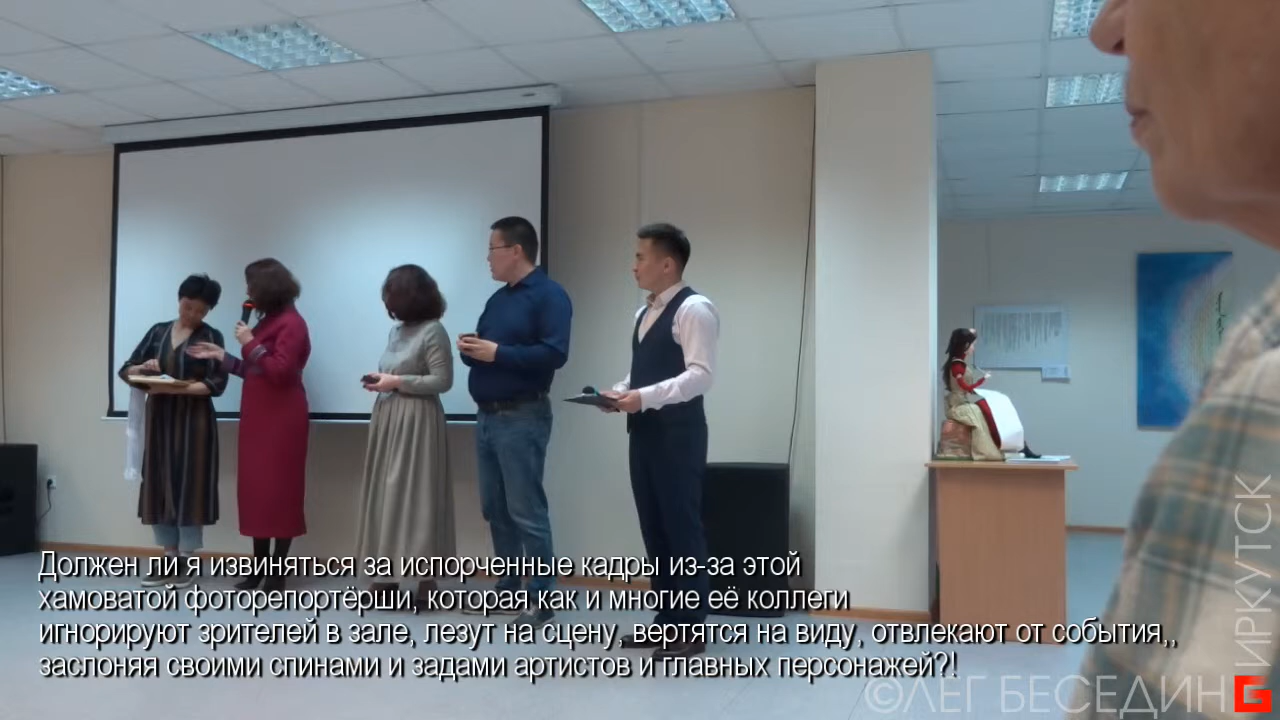 Должен ли я извиняться за испорченные кадры из-за этой
хамоватой фоторепортёрши, которая как и многие её коллеги
игнорируют зрителей в зале, лезут на сцену, вертятся на виду, отвлекают от события,,
заслоняя своими спинами и задами артистов и главных персонажей?!
©ЛЕГ БЕСЕДИН
ИРКУТСК